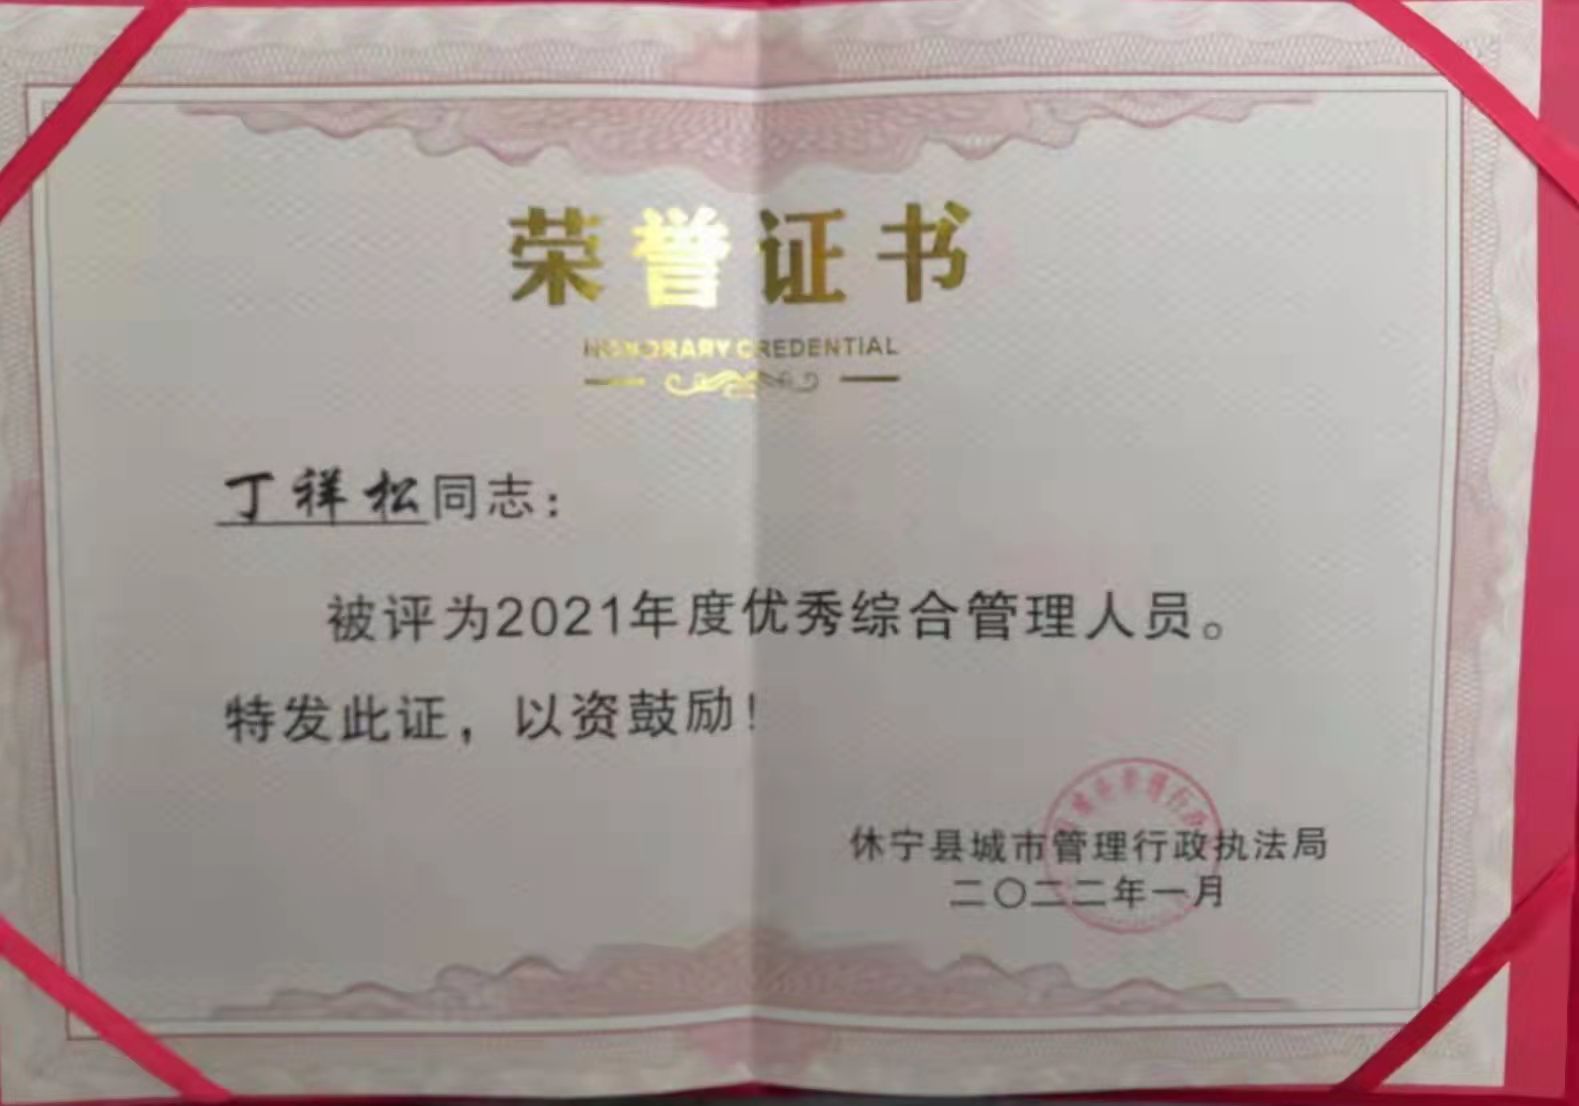 荣誉证书
HONORARY CREDENTIAL
丁祥松同志：
被评为2021年度优秀综合管理人员。
特发此证，以资鼓励！
休宁县城市管理行政执法局
二〇二二年一月